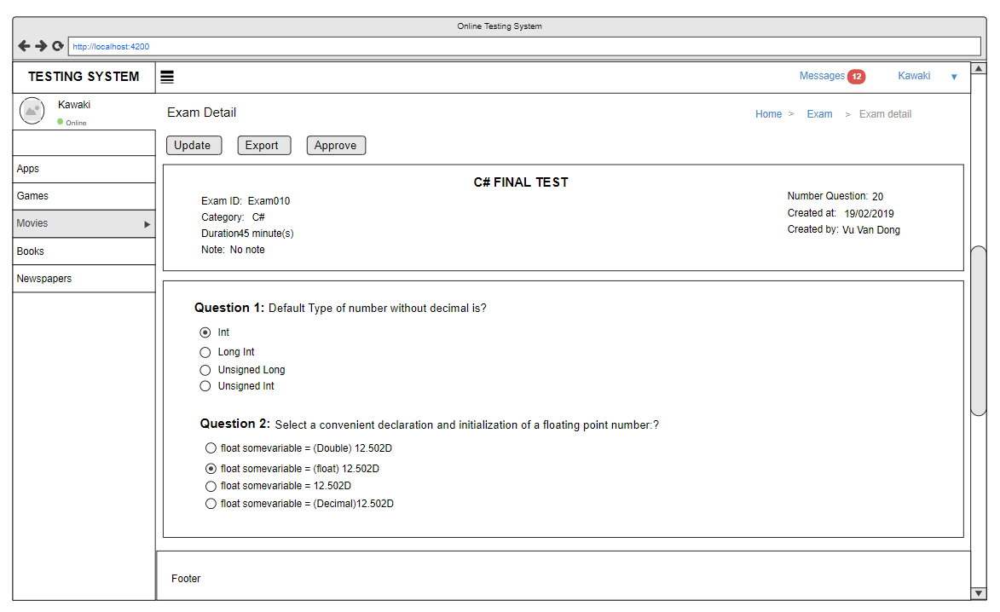 Online Testing System
http://localhost:4200
TESTING SYSTEM
Messages 12 Kawaki
Kawaki
Online
Apps
Games
Movies
Books
Newspapers
Exam Detail
Home > Exam > Exam detail
Update Export Approve
C# FINAL TEST
Exam ID: Exam010
Category: C#
Duration45 minute(s)
Note: No note
Number Question: 20
Created at: 19/02/2019
Created by: Vu Van Dong
Question 1: Default Type of number without decimal is?
Int
Long Int
Unsigned Long
Unsigned Int
Question 2: Select a convenient declaration and initialization of a floating point number:?
float somevariable = (Double) 12.502D
float somevariable = (float) 12.502D
float somevariable = 12.502D
float somevariable = (Decimal)12.502D
Footer